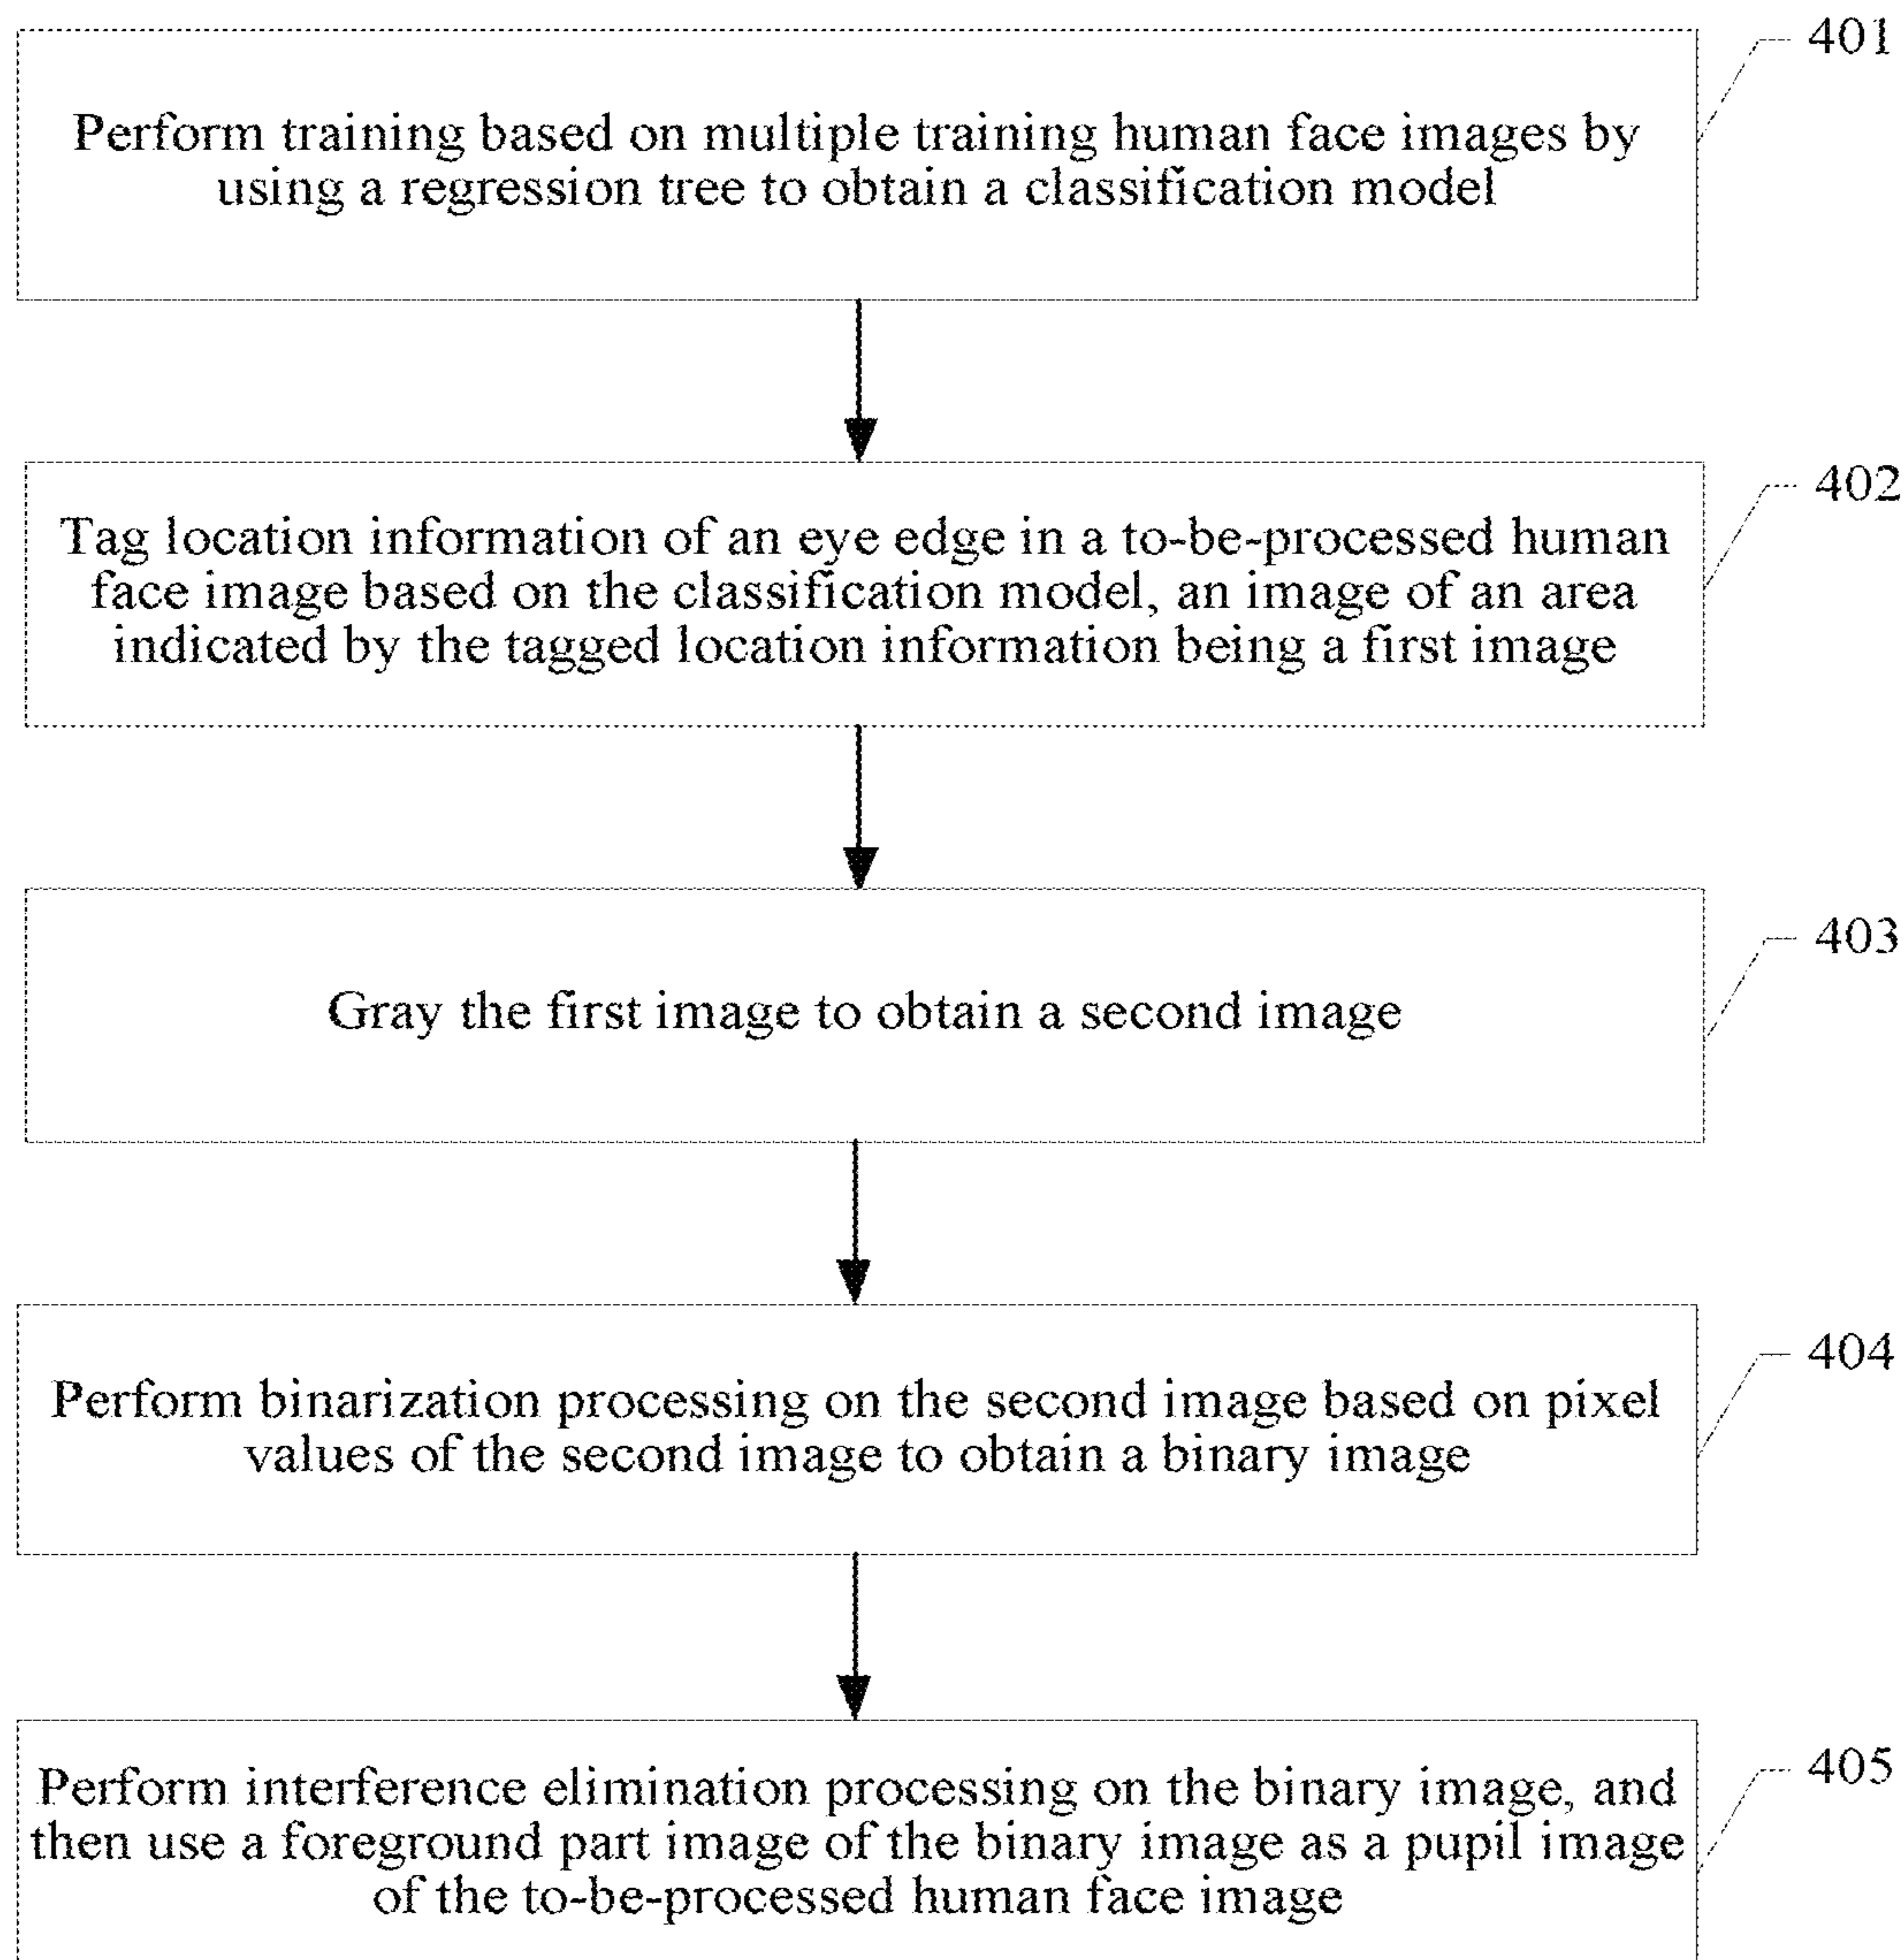 401
Perform training based on multiple training human face images by
using a regression tree to obtain a classification model
402
Tag location information of an eye edge in a to-be-processed human
face image based on the classification model, an image of an area
indicated by the tagged location information being a first image
403
Gray the first image to obtain a second image
404
Perform binarization processing on the second image based on pixel
values of the second image to obtain a binary image
405
Perform interference elimination processing on the binary image, and
then use a foreground part image of the binary image as a pupil image
of the to-be-processed human face image